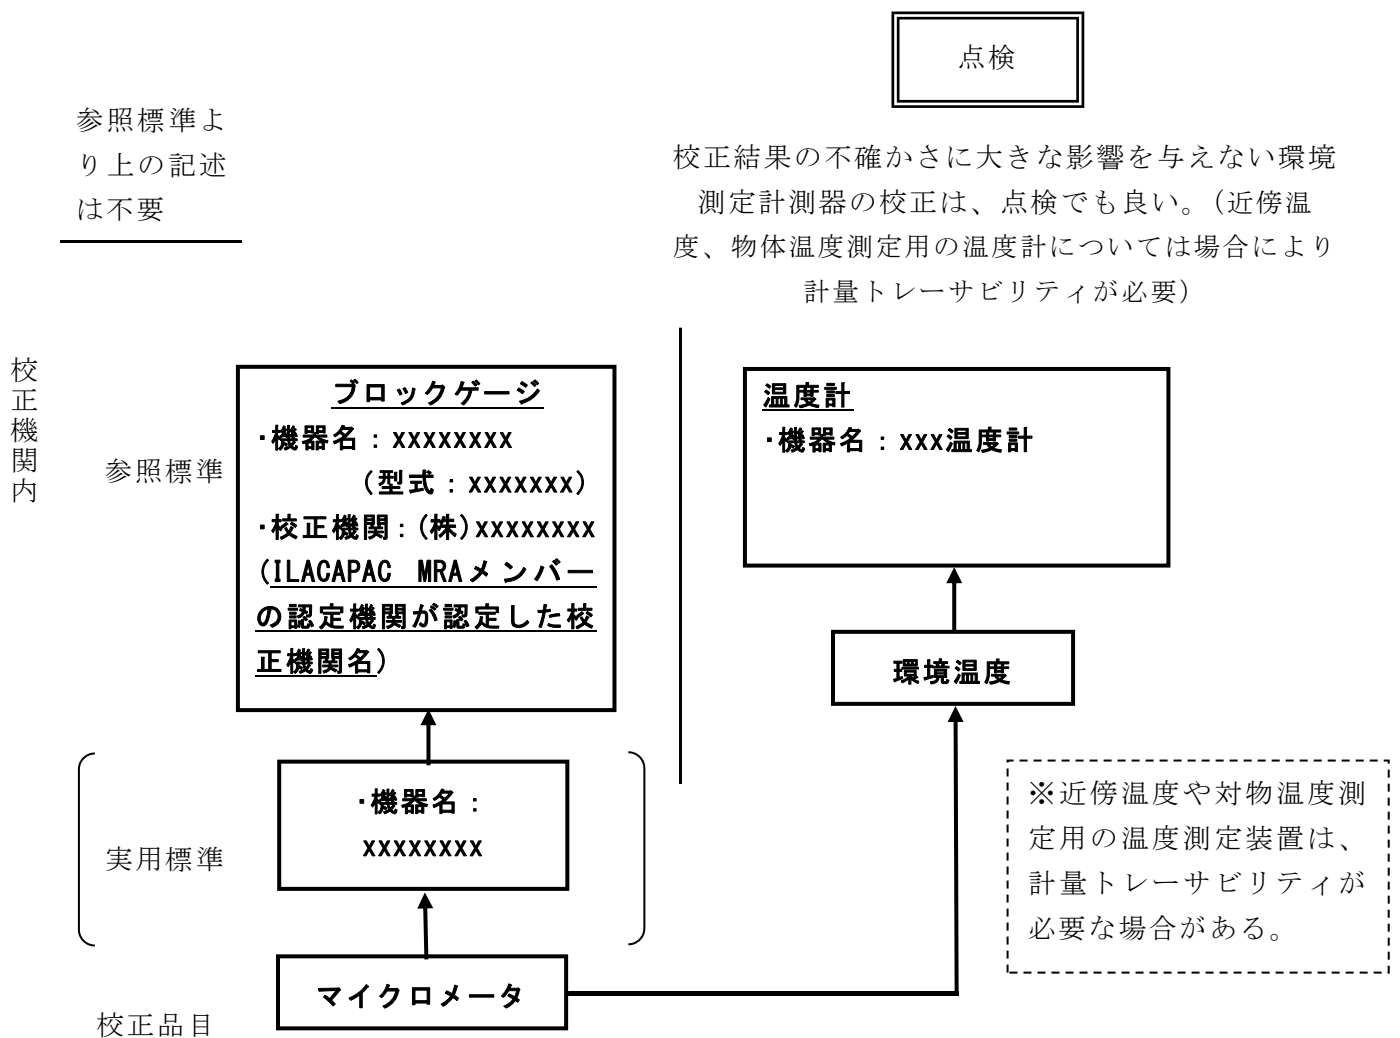 点検
参照標準よ
り上の記述
は不要
校正結果の不確かさに大きな影響を与えない環境
測定計測器の校正は、点検でも良い。（近傍温
度、物体温度測定用の温度計については場合により
計量トレーサビリティが必要）
校正機関内
参照標準
ブロックゲージ
・機器名：xxxxxxxx
（型式：xxxxxxx）
・校正機関：(株)xxxxxxxx
（ILACAPAC MRAメンバー
の認定機関が認定した校
正機関名）
温度計
・機器名：xxx温度計
環境温度
実用標準
・機器名：
xxxxxxxx
※近傍温度や対物温度測
定用の温度測定装置は、
計量トレーサビリティが
必要な場合がある。
校正品目
マイクロメータ